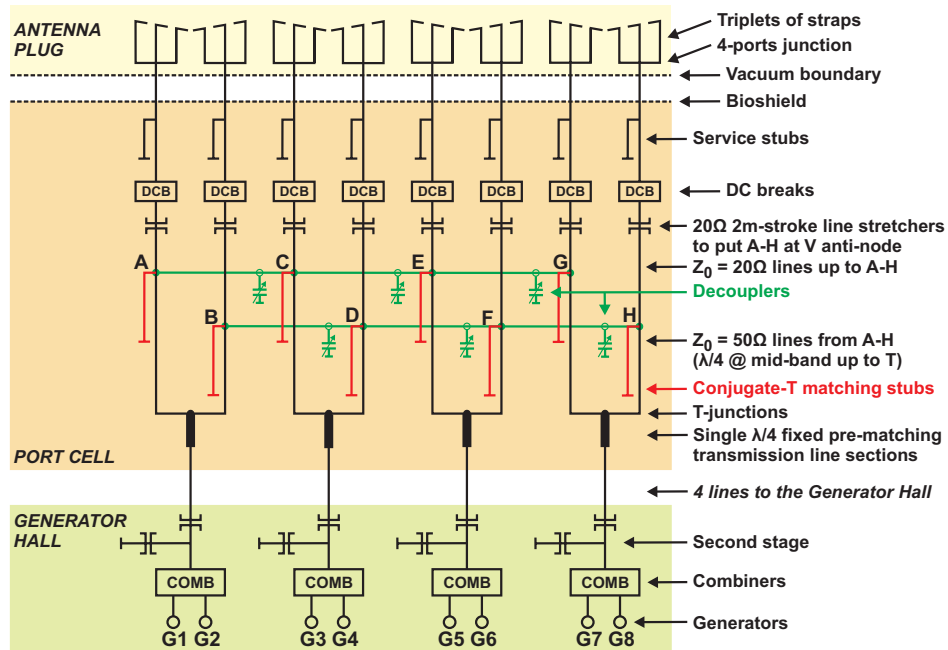 ANTENNA
PLUG
Triplets of straps
4-ports junction
Vacuum boundary
Bioshield
Service stubs
DCB DCB DCB DCB DCB DCB DCB DCB
DC breaks
20Ω 2m-stroke line stretchers
to put A-H at V anti-node
A C E G
Z0 = 20Ω lines up to A-H
Decouplers
B D F H
Z0 = 50Ω lines from A-H
(λ/4 @ mid-band up to T)
Conjugate-T matching stubs
T-junctions
Single λ/4 fixed pre-matching
transmission line sections
PORT CELL
4 lines to the Generator Hall
GENERATOR
HALL
Second stage
COMB COMB COMB COMB
Combiners
Generators
G1 G2 G3 G4 G5 G6 G7 G8